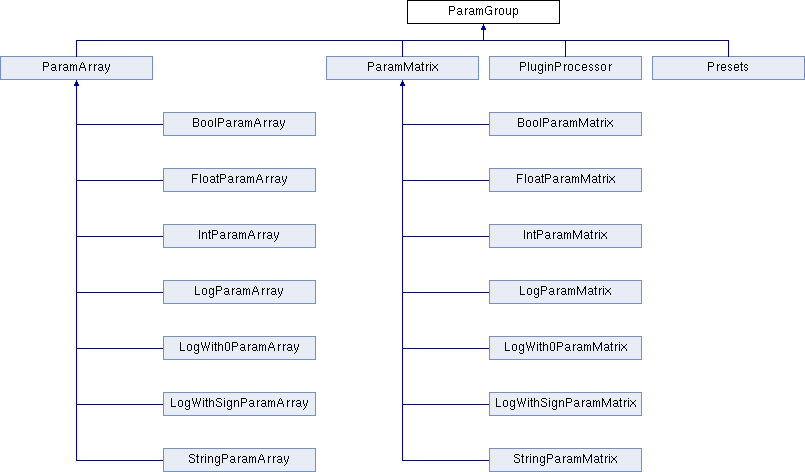 ParamGroup
ParamArray
ParamMatrix
PluginProcessor
Presets
BoolParamArray
BoolParamMatrix
FloatParamArray
FloatParamMatrix
IntParamArray
IntParamMatrix
LogParamArray
LogParamMatrix
LogWith0ParamArray
LogWith0ParamMatrix
LogWithSignParamArray
LogWithSignParamMatrix
StringParamArray
StringParamMatrix